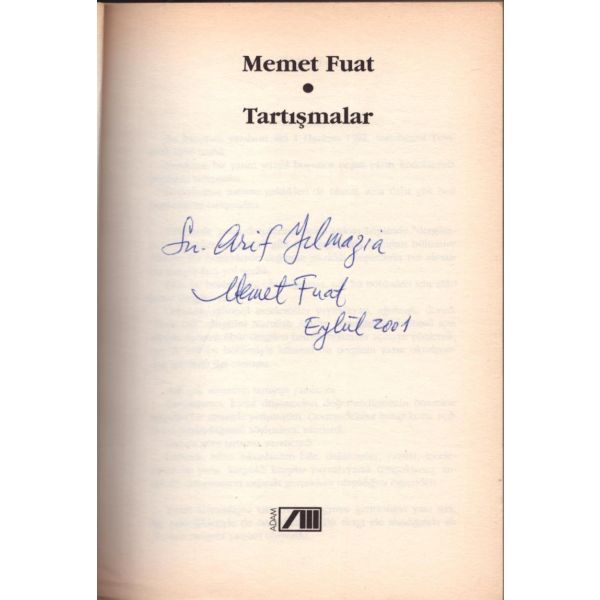 Memet Fuat
•
Tartışmalar
Sn. Arif Yılmaz'a
Memet Fuat
Eylül 2001
ADAM